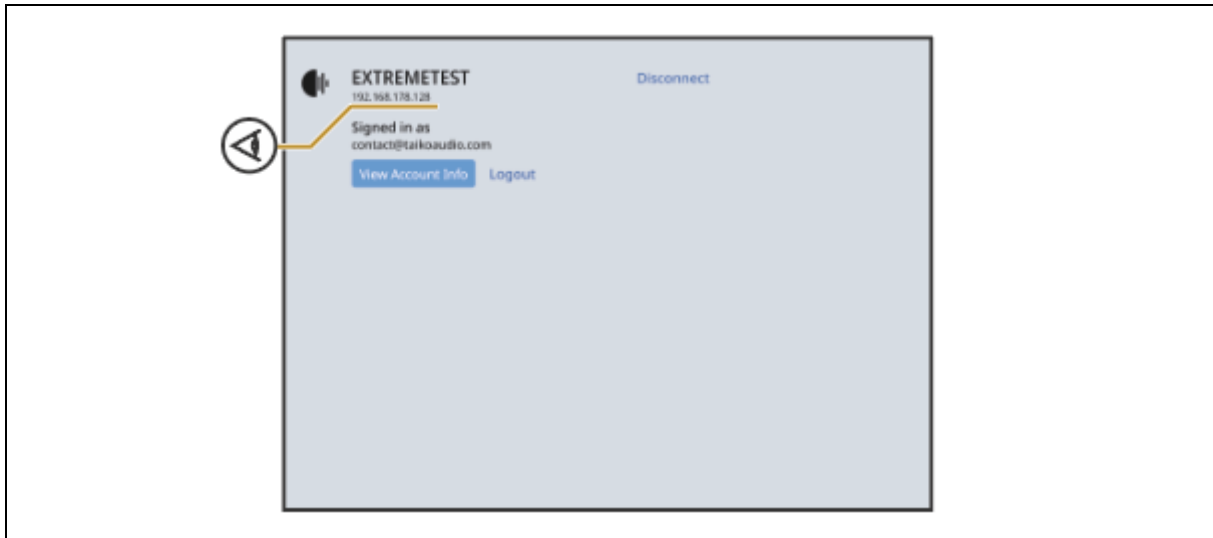 EXTREMETEST
Disconnect
192.168.178.128
Signed in as
contact@taikoaudio.com
View Account Info
Logout